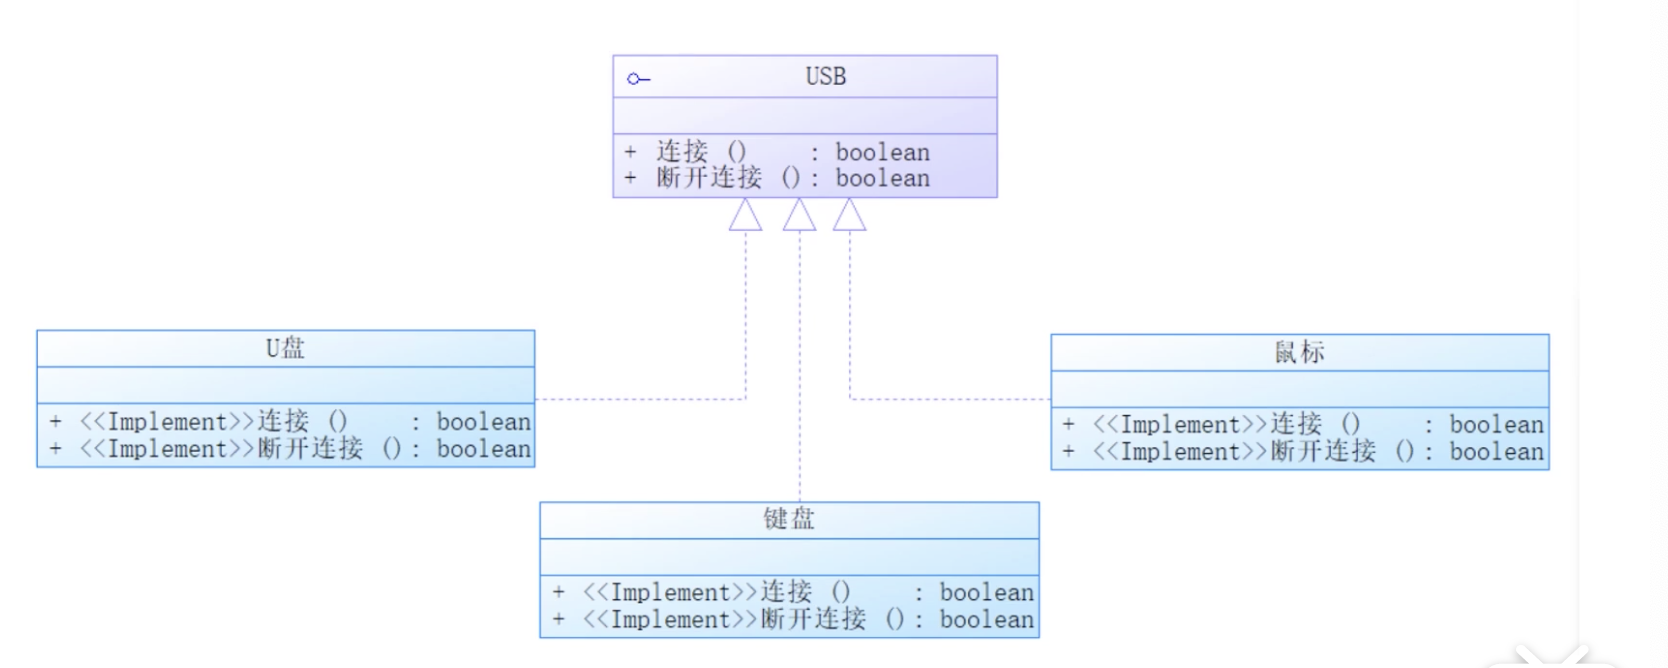 USB
+ 连接 () : boolean
+ 断开连接 () : boolean
U盘
+ <<Implement>>连接 () : boolean
+ <<Implement>>断开连接 () : boolean
鼠标
+ <<Implement>>连接 () : boolean
+ <<Implement>>断开连接 () : boolean
键盘
+ <<Implement>>连接 () : boolean
+ <<Implement>>断开连接 () : boolean